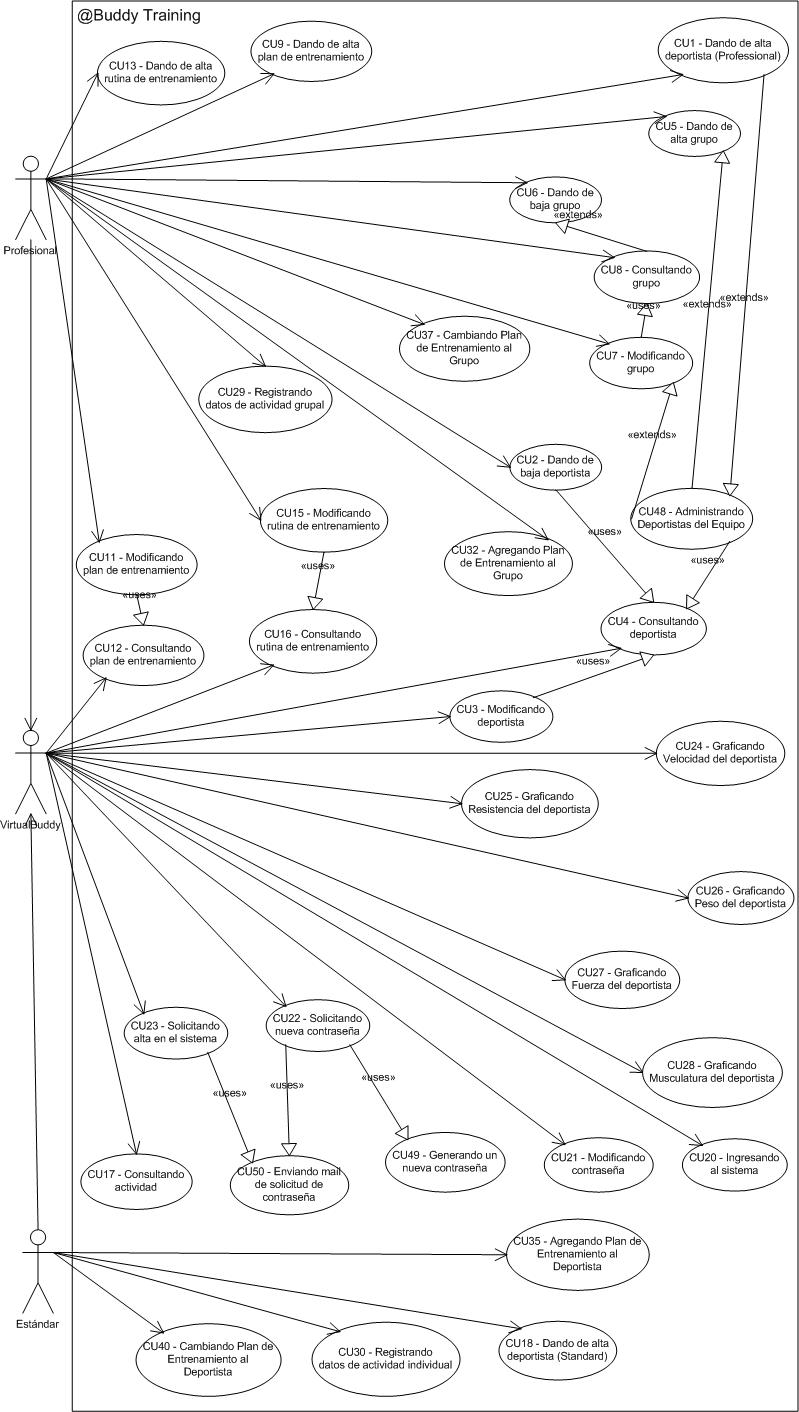 @Buddy Training
CU13 - Dando de alta
rutina de entrenamiento
CU9 - Dando de alta
plan de entrenamiento
CU1 - Dando de alta
deportista (Professional)
CU5 - Dando de
alta grupo
Profesional
CU6 - Dando de
baja grupo
«extends»
CU8 - Consultando
grupo
«uses»
«extends»
«extends»
CU37 - Cambiando Plan
de Entrenamiento al
Grupo
CU7 - Modificando
grupo
CU29 - Registrando
datos de actividad grupal
«extends»
CU2 - Dando de
baja deportista
CU15 - Modificando
rutina de entrenamiento
CU48 - Administrando
Deportistas del Equipo
«uses»
CU11 - Modificando
plan de entrenamiento
«uses»
CU32 - Agregando Plan
de Entrenamiento al
Grupo
«uses»
«uses»
CU12 - Consultando
plan de entrenamiento
CU16 - Consultando
rutina de entrenamiento
CU4 - Consultando
deportista
«uses»
CU3 - Modificando
deportista
VirtualBuddy
CU24 - Graficando
Velocidad del deportista
CU25 - Graficando
Resistencia del deportista
CU26 - Graficando
Peso del deportista
CU27 - Graficando
Fuerza del deportista
CU23 - Solicitando
alta en el sistema
CU22 - Solicitando
nueva contraseña
CU28 - Graficando
Musculatura del deportista
«uses»
«uses»
«uses»
CU17 - Consultando
actividad
CU50 - Enviando mail
de solicitud de
contraseña
CU49 - Generando un
nueva contraseña
CU21 - Modificando
contraseña
CU20 - Ingresando
al sistema
Estándar
CU35 - Agregando Plan de
Entrenamiento al
Deportista
CU40 - Cambiando Plan de
Entrenamiento al
Deportista
CU30 - Registrando
datos de actividad individual
CU18 - Dando de alta
deportista (Standard)